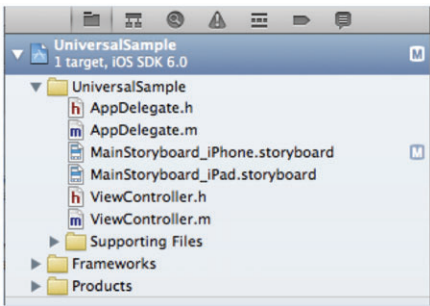 UniversalSample
1 target, iOS SDK 6.0
M
UniversalSample
h AppDelegate.h
m AppDelegate.m
MainStoryboard_iPhone.storyboard
M
MainStoryboard_iPad.storyboard
h ViewController.h
m ViewController.m
Supporting Files
Frameworks
Products